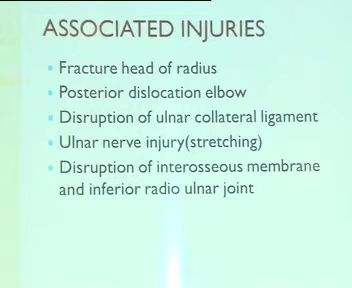 ASSOCIATED INJURIES
Fracture head of radius
Posterior dislocation elbow
Disruption of ulnar collateral ligament
Ulnar nerve injury(stretching)
Disruption of interosseous membrane
and inferior radio ulnar joint